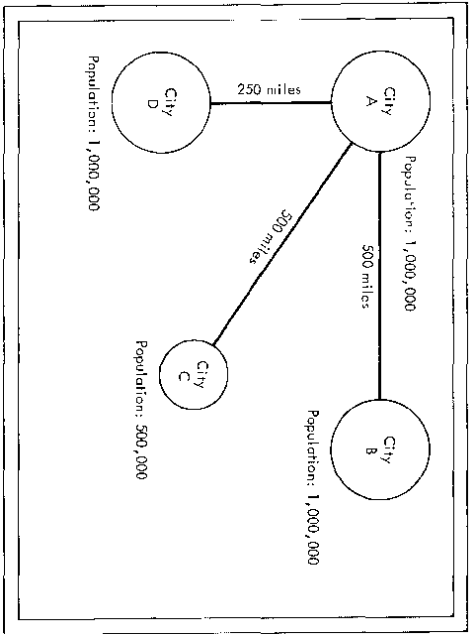 City
A
Population: 1,000,000
500 miles
City
B
Population: 1,000,000
250 miles
500 miles
City
D
Population: 1,000,000
City
C
Population: 500,000